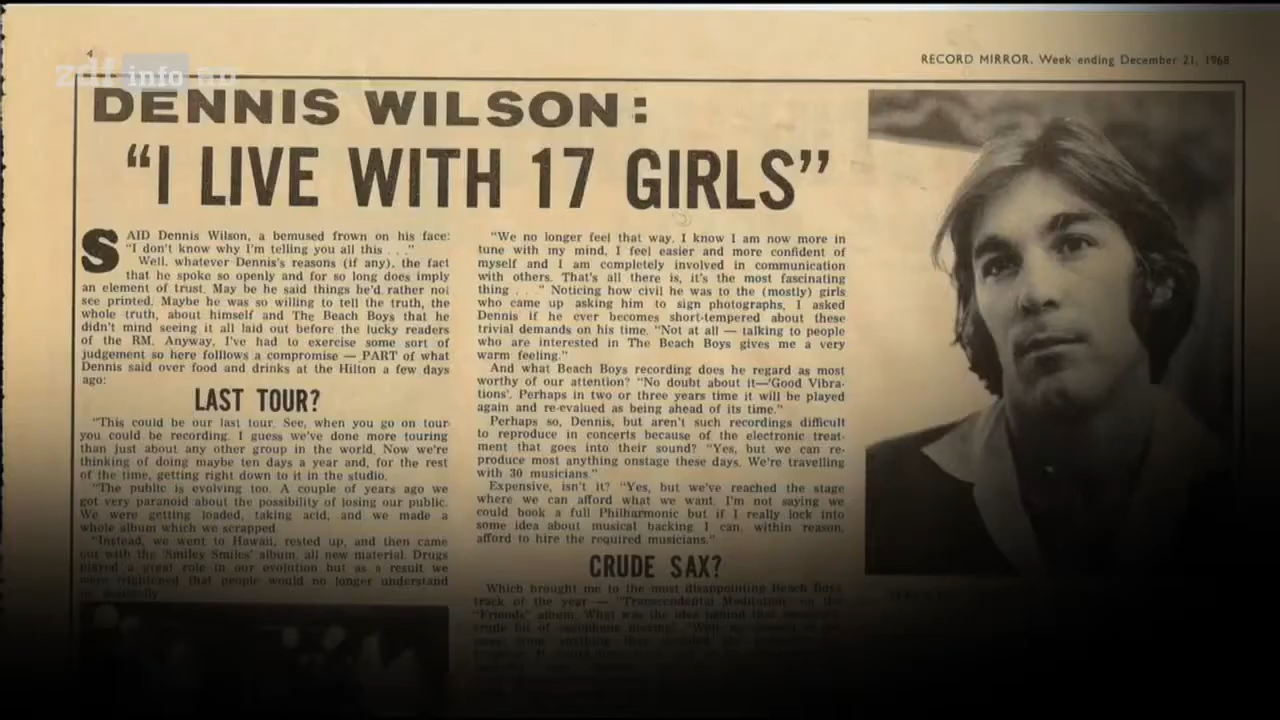 4
RECORD MIRROR, Week ending December 21, 1968
zdf info
DENNIS WILSON:
“I LIVE WITH 17 GIRLS”
SAID Dennis Wilson, a bemused frown on his face:
“I don't know why I'm telling you all this . . . ”
Well, whatever Dennis's reasons (if any), the fact
that he spoke so openly and for so long does imply
an element of trust. May be he said things he'd rather not
see printed. Maybe he was so willing to tell the truth, the
whole truth, about himself and The Beach Boys that he
didn't mind seeing it all laid out before the lucky readers
of the RM. Anyway, I've had to exercise some sort of
judgement so here folllows a compromise — PART of what
Dennis said over food and drinks at the Hilton a few days
ago:
LAST TOUR?
“This could be our last tour. See, when you go on tour
you could be recording. I guess we've done more touring
than just about any other group in the world. Now we're
thinking of doing maybe ten days a year and, for the rest
of the time, getting right down to it in the studio.
“The public is evolving too. A couple of years ago we
got very paranoid about the possibility of losing our public.
We were getting loaded, taking acid, and we made a
whole album which we scrapped.
“Instead, we went to Hawaii, rested up, and then came
out with the 'Smiley Smiles' album, all new material. Drugs
played a great role in our evolution but as a result we
were frightened that people would no longer understand
“We no longer feel that way. I know I am now more in
tune with my mind, I feel easier and more confident of
myself and I am completely involved in communication
with others. That's all there is, it's the most fascinating
thing . . .” Noticing how civil he was to the (mostly) girls
who came up asking him to sign photographs, I asked
Dennis if he ever becomes short-tempered about these
trivial demands on his time. “Not at all — talking to people
who are interested in The Beach Boys gives me a very
warm feeling.”
And what Beach Boys recording does he regard as most
worthy of our attention? “No doubt about it—'Good Vibra-
tions'. Perhaps in two or three years time it will be played
again and re-evalued as being ahead of its time.”
Perhaps so, Dennis, but aren't such recordings difficult
to reproduce in concerts because of the electronic treat-
ment that goes into their sound? “Yes, but we can re-
produce most anything onstage these days. We're travelling
with 30 musicians.”
Expensive, isn't it? “Yes, but we've reached the stage
where we can afford what we want. I'm not saying we
could book a full Philharmonic but if I really lock into
some idea about musical backing I can, within reason,
afford to hire the required musicians.”
CRUDE SAX?
Which brought me to the most disappointing Beach Boys
track of the year — “Transcendental Meditation” on the
“Friends” album. What was the idea behind that
crude bit of saxophone